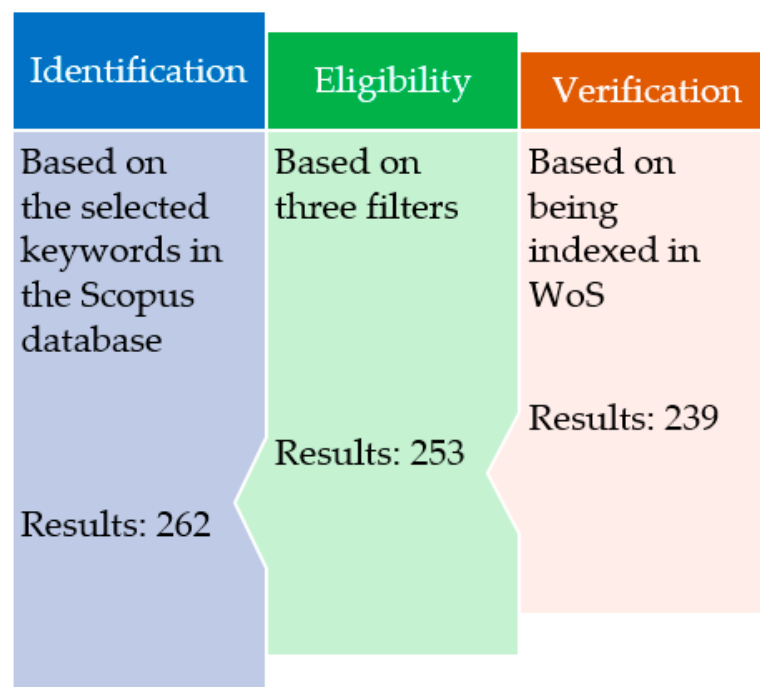 Identification
Based on
the selected
keywords in
the Scopus
database
Results: 262
Eligibility
Based on
three filters
Results: 253
Verification
Based on
being
indexed in
WoS
Results: 239